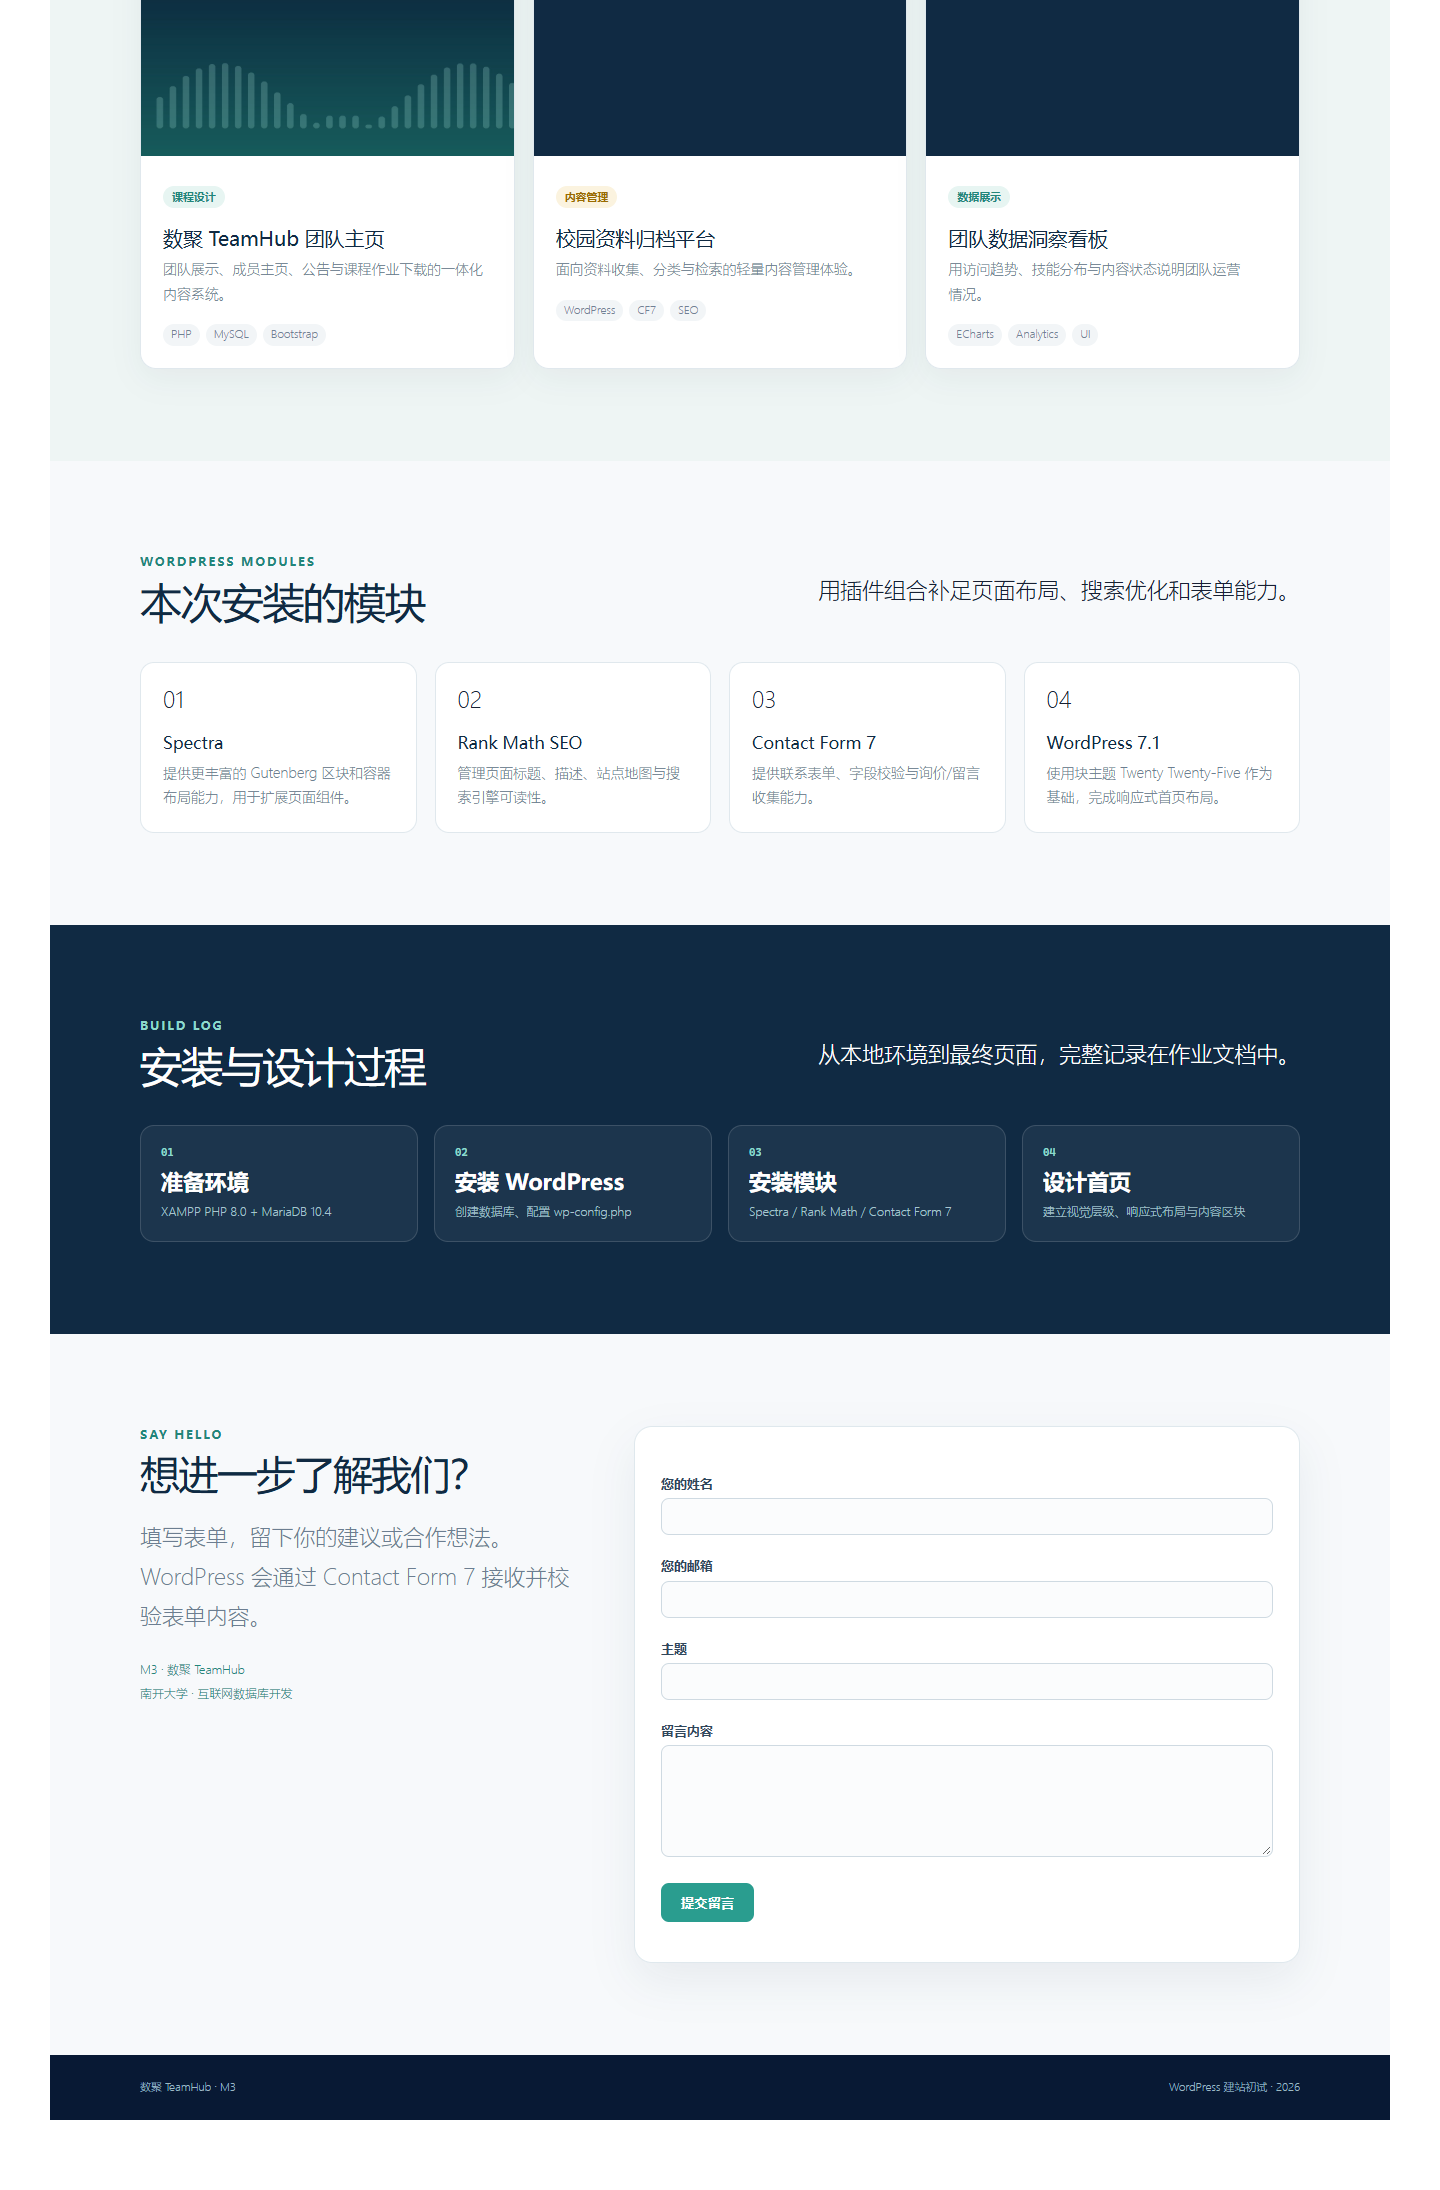 课程设计
数聚 TeamHub 团队主页
团队展示、成员主页、公告与课程作业下载的一体化
内容系统。
PHP MySQL Bootstrap
内容管理
校园资料归档平台
面向资料收集、分类与检索的轻量内容管理体验。
WordPress CF7 SEO
数据展示
团队数据洞察看板
用访问趋势、技能分布与内容状态说明团队运营
情况。
ECharts Analytics UI
WORDPRESS MODULES
本次安装的模块
用插件组合补足页面布局、搜索优化和表单能力。
01
Spectra
提供更丰富的 Gutenberg 区块和容器
布局能力，用于扩展页面组件。
02
Rank Math SEO
管理页面标题、描述、站点地图与搜
索引擎可读性。
03
Contact Form 7
提供联系表单、字段校验与询价/留言
收集能力。
04
WordPress 7.1
使用块主题 Twenty Twenty-Five 作为
基础，完成响应式首页布局。
BUILD LOG
安装与设计过程
从本地环境到最终页面，完整记录在作业文档中。
01
准备环境
XAMPP PHP 8.0 + MariaDB 10.4
02
安装 WordPress
创建数据库、配置 wp-config.php
03
安装模块
Spectra / Rank Math / Contact Form 7
04
设计首页
建立视觉层级、响应式布局与内容区块
SAY HELLO
想进一步了解我们？
填写表单，留下你的建议或合作想法。
WordPress 会通过 Contact Form 7 接收并校
验表单内容。
M3 · 数聚 TeamHub
南开大学 · 互联网数据库开发
您的姓名
您的邮箱
主题
留言内容
提交留言
数聚 TeamHub · M3
WordPress 建站初试 · 2026